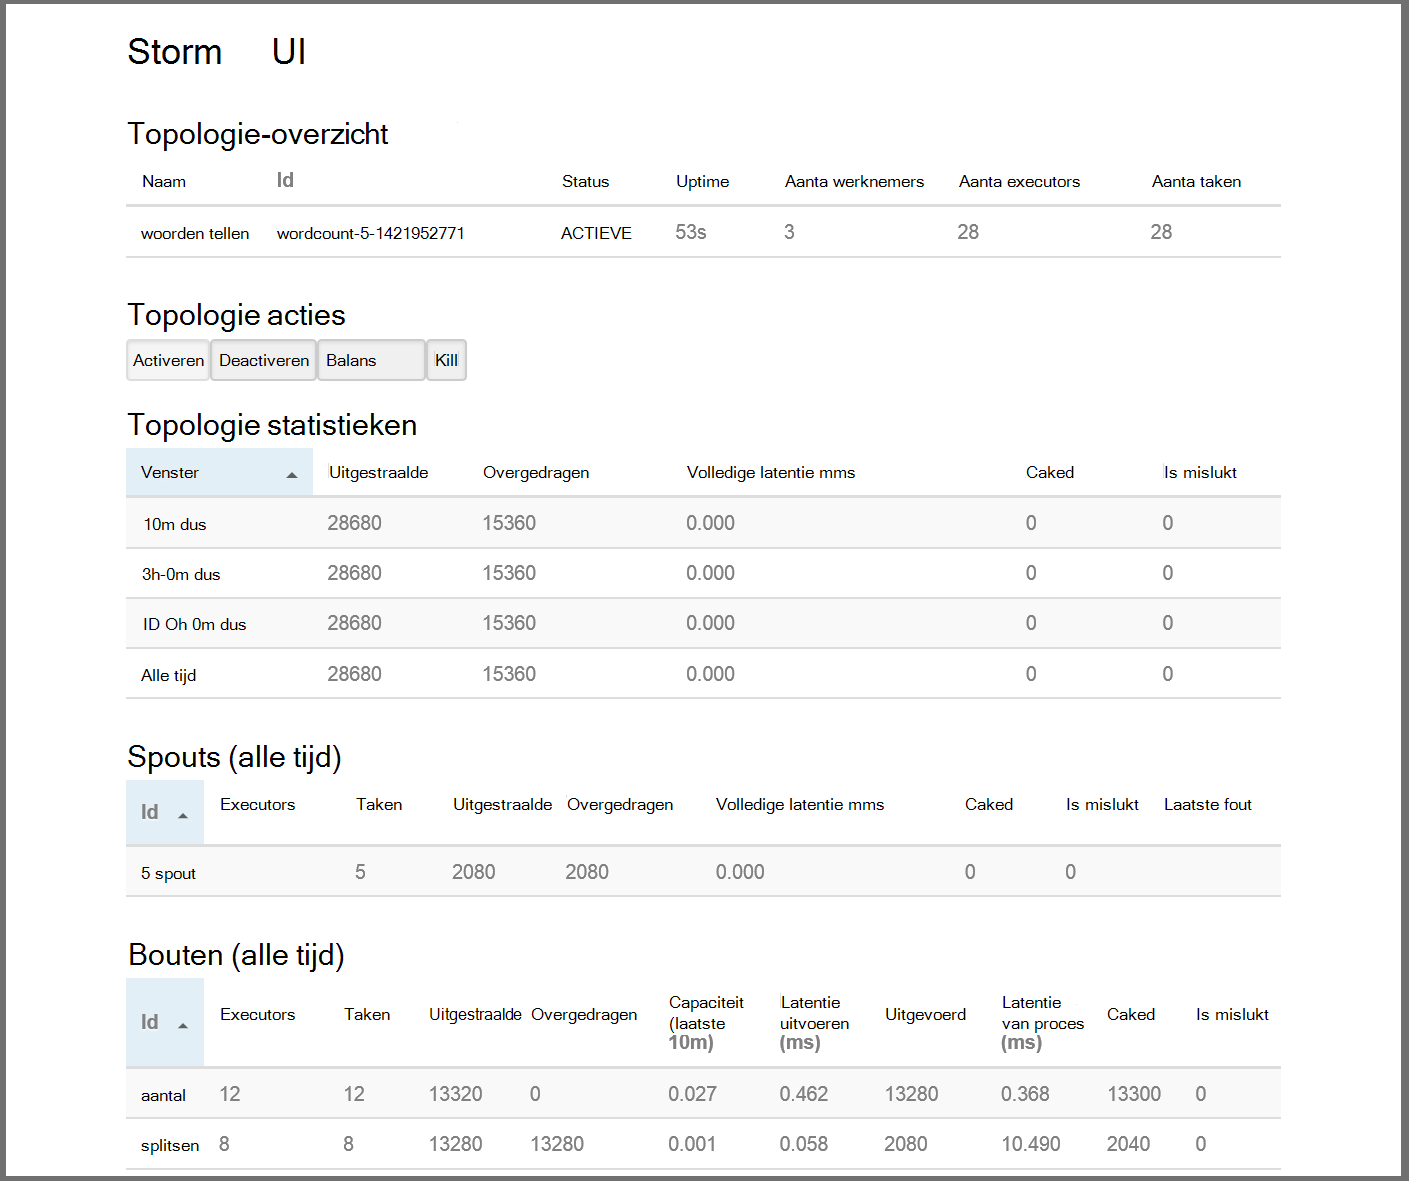 Storm UI
Topologie-overzicht
Naam Id Status Uptime Aanta werknemers Aanta executors Aanta taken
woorden tellen wordcount-5-1421952771 ACTIEVE 53s 3 28 28
Topologie acties
Activeren Deactiveren Balans Kill
Topologie statistieken
Venster Uitgestraalde Overgedragen Volledige latentie mms Caked Is mislukt
10m dus 28680 15360 0.000 0 0
3h-0m dus 28680 15360 0.000 0 0
ID Oh 0m dus 28680 15360 0.000 0 0
Alle tijd 28680 15360 0.000 0 0
Spouts (alle tijd)
Id Executors Taken Uitgestraalde Overgedragen Volledige latentie mms Caked Is mislukt Laatste fout
5 spout 5 2080 2080 0.000 0 0
Bouten (alle tijd)
Id Executors Taken Uitgestraalde Overgedragen Capaciteit (laatste 10m) Latentie uitvoeren (ms) Uitgevoerd Latentie van proces (ms) Caked Is mislukt
aantal 12 12 13320 0 0.027 0.462 13280 0.368 13300 0
splitsen 8 8 13280 13280 0.001 0.058 2080 10.490 2040 0